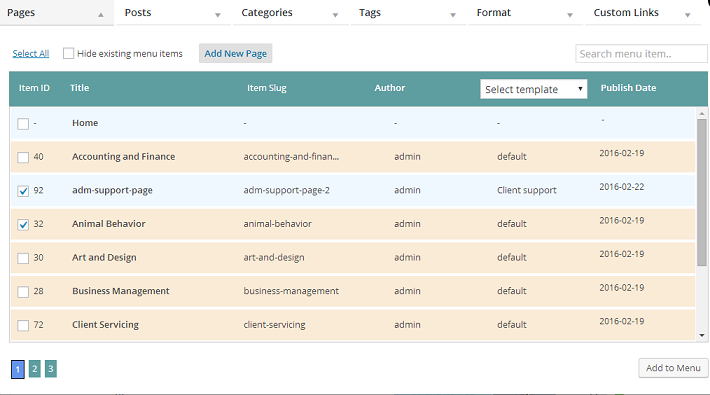 Pages Posts Categories Tags Format Custom Links
Select All Hide existing menu items Add New Page Search menu item..
Item ID Title Item Slug Author Select template Publish Date
- Home - - - -
40 Accounting and Finance accounting-and-finan... admin default 2016-02-19
92 adm-support-page adm-support-page-2 admin Client support 2016-02-22
32 Animal Behavior animal-behavior admin default 2016-02-19
30 Art and Design art-and-design admin default 2016-02-19
28 Business Management business-management admin default 2016-02-19
72 Client Servicing client-servicing admin default 2016-02-19
1 2 3 Add to Menu